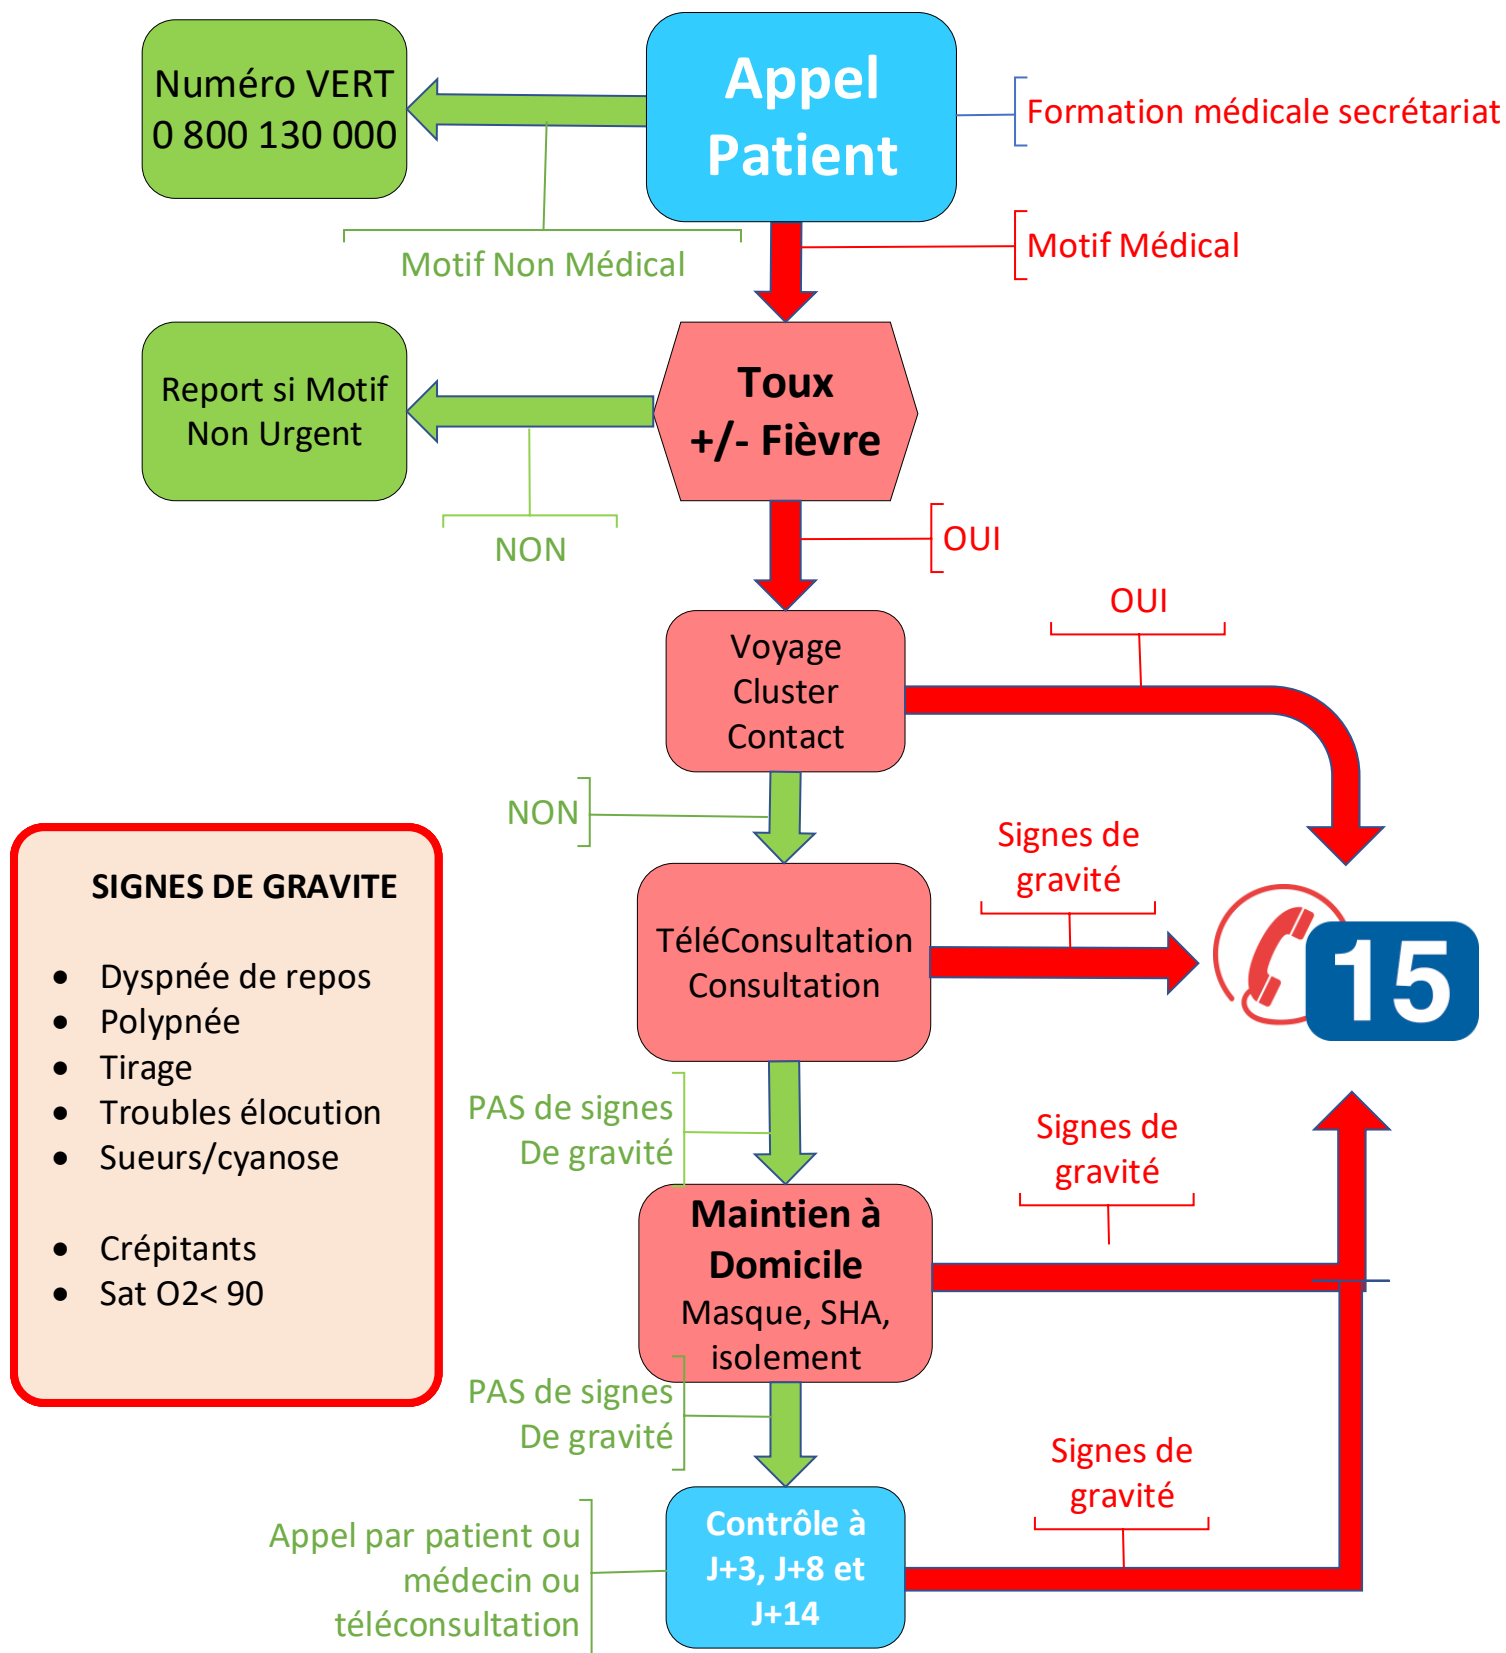 Numéro VERT
0 800 130 000
Appel
Patient
Formation médicale secrétariat
Motif Non Médical
Motif Médical
Report si Motif
Non Urgent
Toux
+/- Fièvre
NON
OUI
OUI
Voyage
Cluster
Contact
NON
Signes de
gravité
SIGNES DE GRAVITE
• Dyspnée de repos
• Polypnée
• Tirage
• Troubles élocution
• Sueurs/cyanose
• Crépitants
• Sat O2< 90
TéléConsultation
Consultation
15
PAS de signes
De gravité
Signes de
gravité
Maintien à
Domicile
Masque, SHA,
isolement
PAS de signes
De gravité
Signes de
gravité
Appel par patient ou
médecin ou
téléconsultation
Contrôle à
J+3, J+8 et
J+14